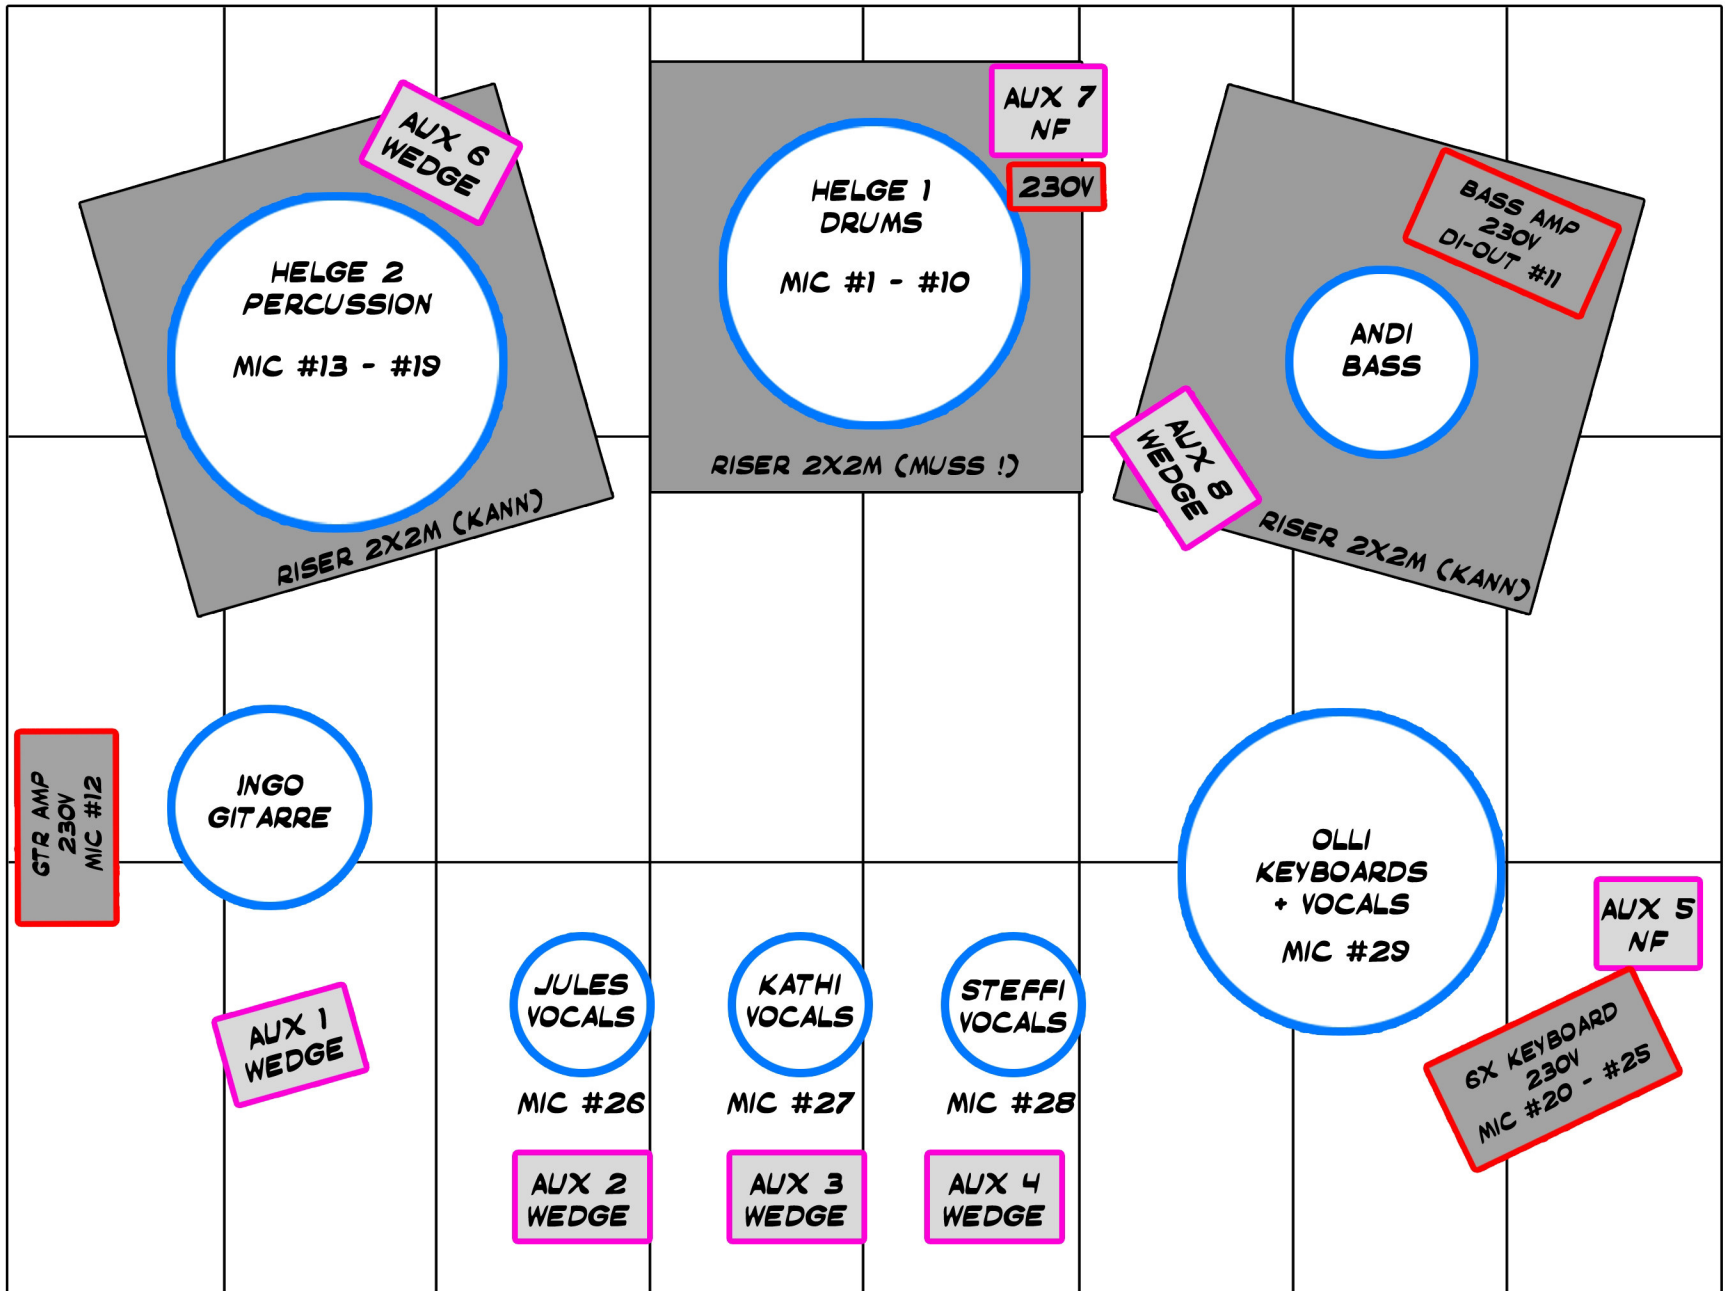 AUX 6
WEDGE
HELGE 2
PERCUSSION
MIC #13 - #19
RISER 2X2M (KANN)
AUX 7
NF
230V
HELGE 1
DRUMS
MIC #1 - #10
RISER 2X2M (MUSS !)
BASS AMP
230V
DI-OUT #11
ANDI
BASS
AUX 8
WEDGE
RISER 2X2M (KANN)
GTR AMP
230V
MIC #12
INGO
GITARRE
AUX 1
WEDGE
JULES
VOCALS
MIC #26
AUX 2
WEDGE
KATHI
VOCALS
MIC #27
AUX 3
WEDGE
STEFFI
VOCALS
MIC #28
AUX 4
WEDGE
OLLI
KEYBOARDS
+ VOCALS
MIC #29
AUX 5
NF
6X KEYBOARD
230V
MIC #20 - #25